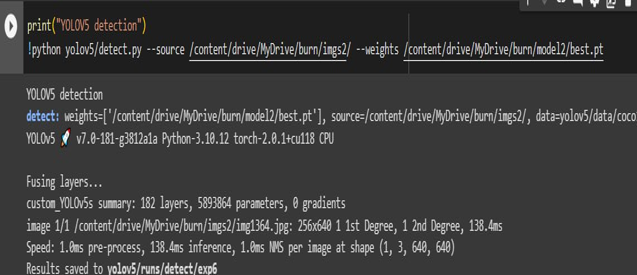 print("YOLOV5 detection")
!python yolov5/detect.py --source /content/drive/MyDrive/burn/imgs2/ --weights /content/drive/MyDrive/burn/model2/best.pt
YOLOV5 detection
detect: weights=['/content/drive/MyDrive/burn/model2/best.pt'], source=/content/drive/MyDrive/burn/imgs2/, data=yolov5/data/coco
YOLOv5 🚀 v7.0-181-g3812a1a Python-3.10.12 torch-2.0.1+cu118 CPU
Fusing layers...
custom_YOLOv5s summary: 182 layers, 5893864 parameters, 0 gradients
image 1/1 /content/drive/MyDrive/burn/imgs2/img1364.jpg: 256x640 1 1st Degree, 1 2nd Degree, 138.4ms
Speed: 1.0ms pre-process, 138.4ms inference, 1.0ms NMS per image at shape (1, 3, 640, 640)
Results saved to yolov5/runs/detect/exp6